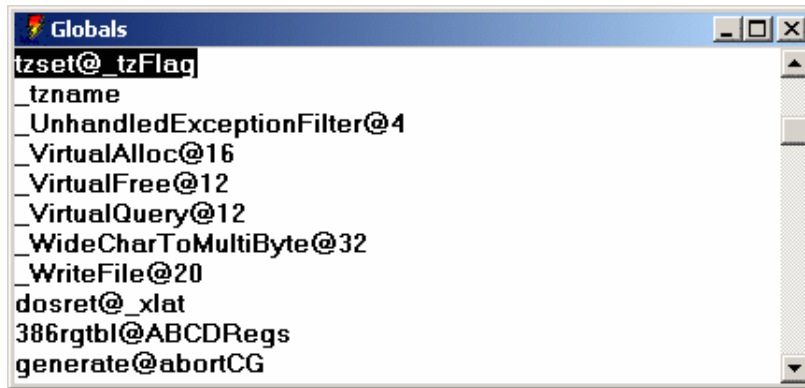 Globals
tzset@_tzFlag
_tzname
_UnhandledExceptionFilter@4
_VirtualAlloc@16
_VirtualFree@12
_VirtualQuery@12
_WideCharToMultiByte@32
_WriteFile@20
dosret@_xlat
386rgtbl@ABCDRegs
generate@abortCG